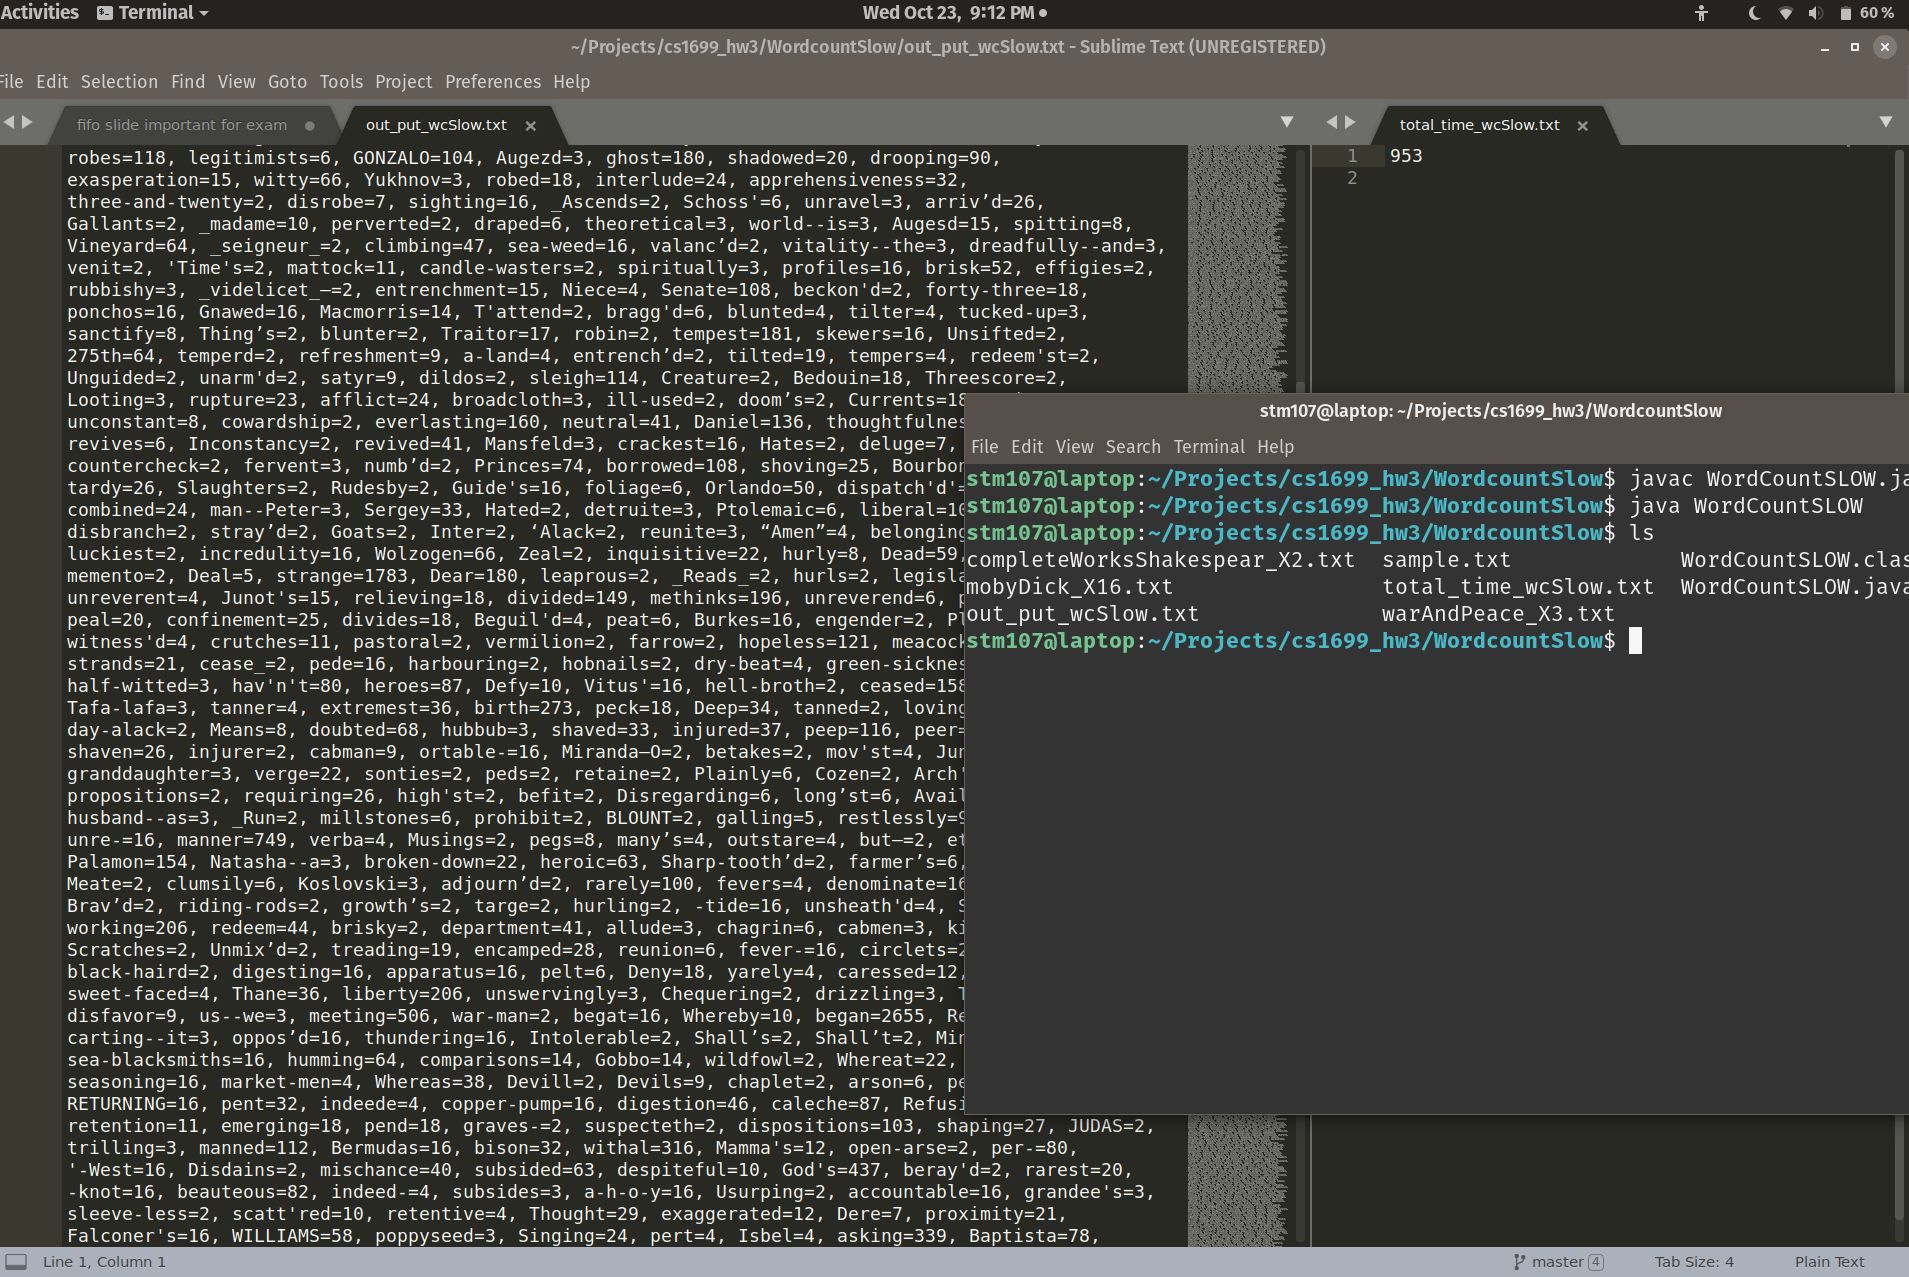 Activities Terminal Wed Oct 23, 9:12 PM 60 %
~/Projects/cs1699_hw3/WordcountSlow/out_put_wcSlow.txt - Sublime Text (UNREGISTERED)
File Edit Selection Find View Goto Tools Project Preferences Help
fifo slide important for exam out_put_wcSlow.txt total_time_wcSlow.txt
robes=118, legitimists=6, GONZALO=104, Augezd=3, ghost=180, shadowed=20, drooping=90,
exasperation=15, witty=66, Yukhnov=3, robed=18, interlude=24, apprehensiveness=32,
three-and-twenty=2, disrobe=7, sighting=16, _Ascends=2, Schoss'=6, unravel=3, arriv’d=26,
Gallants=2, _madame=10, perverted=2, draped=6, theoretical=3, world--is=3, Augesd=15, spitting=8,
Vineyard=64, _seigneur_=2, climbing=47, sea-weed=16, valanc’d=2, vitality--the=3, dreadfully--and=3,
venit=2, 'Time's=2, mattock=11, candle-wasters=2, spiritually=3, profiles=16, brisk=52, effigies=2,
rubbishy=3, _videlicet_—=2, entrenchment=15, Niece=4, Senate=108, beckon'd=2, forty-three=18,
ponchos=16, Gnawed=16, Macmorris=14, T'attend=2, bragg'd=6, blunted=4, tilter=4, tucked-up=3,
sanctify=8, Thing’s=2, blunter=2, Traitor=17, robin=2, tempest=181, skewers=16, Unsifted=2,
275th=64, temperd=2, refreshment=9, a-land=4, entrench’d=2, tilted=19, tempers=4, redeem'st=2,
Unguided=2, unarm'd=2, satyr=9, dildos=2, sleigh=114, Creature=2, Bedouin=18, Threescore=2,
Looting=3, rupture=23, afflict=24, broadcloth=3, ill-used=2, doom’s=2, Currents=18
unconstant=8, cowardship=2, everlasting=160, neutral=41, Daniel=136, thoughtfulnes
revives=6, Inconstancy=2, revived=41, Mansfeld=3, crackest=16, Hates=2, deluge=7,
countercheck=2, fervent=3, numb’d=2, Princes=74, borrowed=108, shoving=25, Bourbon
tardy=26, Slaughters=2, Rudesby=2, Guide's=16, foliage=6, Orlando=50, dispatch'd'=
combined=24, man--Peter=3, Sergey=33, Hated=2, detruite=3, Ptolemaic=6, liberal=10
disbranch=2, stray’d=2, Goats=2, Inter=2, ‘Alack=2, reunite=3, “Amen”=4, belonging
luckiest=2, incredulity=16, Wolzogen=66, Zeal=2, inquisitive=22, hurly=8, Dead=59,
memento=2, Deal=5, strange=1783, Dear=180, leaprous=2, _Reads_=2, hurls=2, legisla
unreverent=4, Junot's=15, relieving=18, divided=149, methinks=196, unreverend=6, p
peal=20, confinement=25, divides=18, Beguil'd=4, peat=6, Burkes=16, engender=2, Pl
witness'd=4, crutches=11, pastoral=2, vermilion=2, farrow=2, hopeless=121, meacock
strands=21, cease_=2, pede=16, harbouring=2, hobnails=2, dry-beat=4, green-sicknes
half-witted=3, hav'n't=80, heroes=87, Defy=10, Vitus'=16, hell-broth=2, ceased=158
Tafa-lafa=3, tanner=4, extremest=36, birth=273, peck=18, Deep=34, tanned=2, loving
day-alack=2, Means=8, doubted=68, hubbub=3, shaved=33, injured=37, peep=116, peer=
shaven=26, injurer=2, cabman=9, ortable-=16, Miranda—O=2, betakes=2, mov'st=4, Jun
granddaughter=3, verge=22, sonties=2, peds=2, retaine=2, Plainly=6, Cozen=2, Arch'
propositions=2, requiring=26, high'st=2, befit=2, Disregarding=6, long’st=6, Avail
husband--as=3, _Run=2, millstones=6, prohibit=2, BLOUNT=2, galling=5, restlessly=9
unre-=16, manner=749, verba=4, Musings=2, pegs=8, many’s=4, outstare=4, but—=2, et
Palamon=154, Natasha--a=3, broken-down=22, heroic=63, Sharp-tooth’d=2, farmer’s=6,
Meate=2, clumsily=6, Koslovski=3, adjourn’d=2, rarely=100, fevers=4, denominate=16
Brav’d=2, riding-rods=2, growth’s=2, targe=2, hurling=2, -tide=16, unsheath'd=4, S
working=206, redeem=44, brisky=2, department=41, allude=3, chagrin=6, cabmen=3, ki
Scratches=2, Unmix’d=2, treading=19, encamped=28, reunion=6, fever-=16, circlets=2
black-haird=2, digesting=16, apparatus=16, pelt=6, Deny=18, yarely=4, caressed=12,
sweet-faced=4, Thane=36, liberty=206, unswervingly=3, Chequering=2, drizzling=3, T
disfavor=9, us--we=3, meeting=506, war-man=2, begat=16, Whereby=10, began=2655, Re
carting--it=3, oppos’d=16, thundering=16, Intolerable=2, Shall’s=2, Shall’t=2, Min
sea-blacksmiths=16, humming=64, comparisons=14, Gobbo=14, wildfowl=2, Whereat=22,
seasoning=16, market-men=4, Whereas=38, Devill=2, Devils=9, chaplet=2, arson=6, pe
RETURNING=16, pent=32, indeede=4, copper-pump=16, digestion=46, caleche=87, Refusi
retention=11, emerging=18, pend=18, graves-=2, suspecteth=2, dispositions=103, shaping=27, JUDAS=2,
trilling=3, manned=112, Bermudas=16, bison=32, withal=316, Mamma's=12, open-arse=2, per-=80,
'-West=16, Disdains=2, mischance=40, subsided=63, despiteful=10, God's=437, beray'd=2, rarest=20,
-knot=16, beauteous=82, indeed-=4, subsides=3, a-h-o-y=16, Usurping=2, accountable=16, grandee's=3,
sleeve-less=2, scatt'red=10, retentive=4, Thought=29, exaggerated=12, Dere=7, proximity=21,
Falconer's=16, WILLIAMS=58, poppyseed=3, Singing=24, pert=4, Isbel=4, asking=339, Baptista=78,
1 953
2
stm107@laptop: ~/Projects/cs1699_hw3/WordcountSlow
File Edit View Search Terminal Help
stm107@laptop:~/Projects/cs1699_hw3/WordcountSlow$ javac WordCountSLOW.ja
stm107@laptop:~/Projects/cs1699_hw3/WordcountSlow$ java WordCountSLOW
stm107@laptop:~/Projects/cs1699_hw3/WordcountSlow$ ls
completeWorksShakespear_X2.txt sample.txt WordCountSLOW.clas
mobyDick_X16.txt total_time_wcSlow.txt WordCountSLOW.java
out_put_wcSlow.txt warAndPeace_X3.txt
stm107@laptop:~/Projects/cs1699_hw3/WordcountSlow$
Line 1, Column 1 master 4 Tab Size: 4 Plain Text